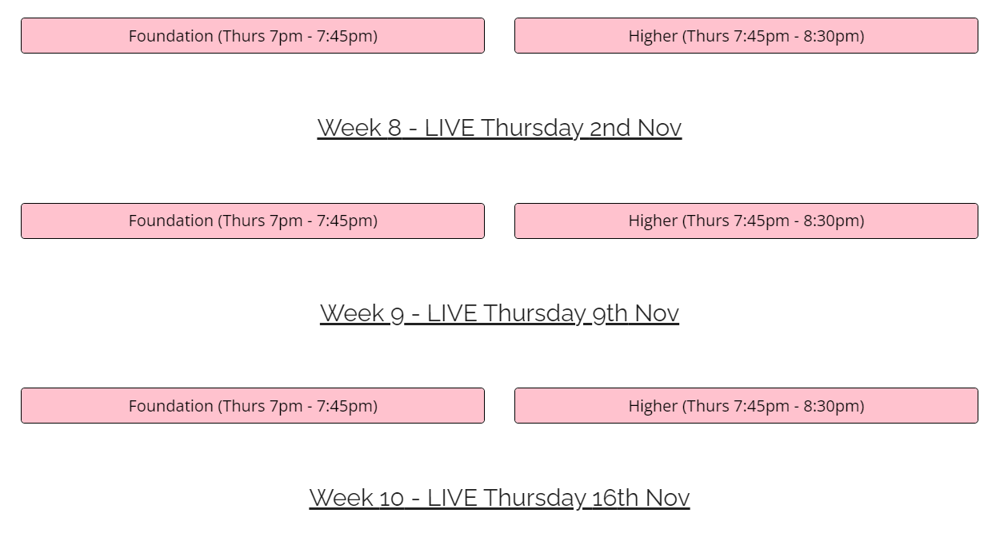 Foundation (Thurs 7pm - 7:45pm)
Higher (Thurs 7:45pm - 8:30pm)
Week 8 - LIVE Thursday 2nd Nov
Foundation (Thurs 7pm - 7:45pm)
Higher (Thurs 7:45pm - 8:30pm)
Week 9 - LIVE Thursday 9th Nov
Foundation (Thurs 7pm - 7:45pm)
Higher (Thurs 7:45pm - 8:30pm)
Week 10 - LIVE Thursday 16th Nov